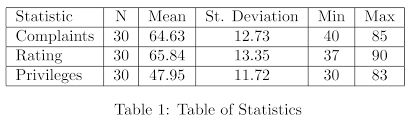 Statistic N Mean St. Deviation Min Max
Complaints 30 64.63 12.73 40 85
Rating 30 65.84 13.35 37 90
Privileges 30 47.95 11.72 30 83
Table 1: Table of Statistics